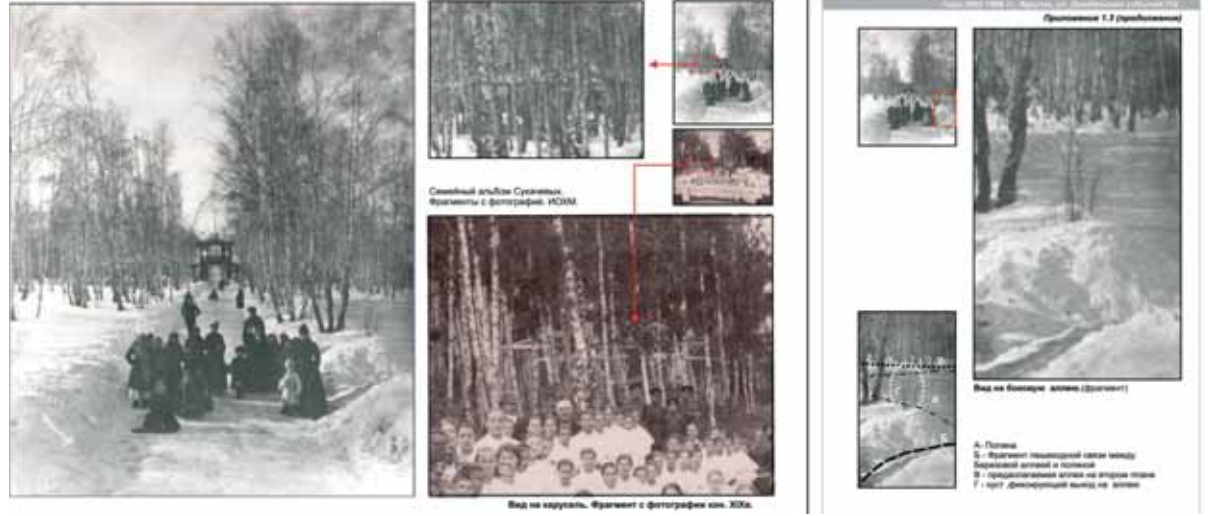 Семейный альбом Сукачевых.
Фрагменты с фотографий. ИОХМ.
Вид на карусель. Фрагмент с фотографии кон. XIXв.
Приложение 1.3 (продолжение)
Вид на боковую аллею.(фрагмент)
А- Поляна
Б - Фрагмент пешеходной связи между
березовой аллеей и поляной
В - предполагаемая аллея на втором плане
Г - куст ,фиксирующий выход на аллею